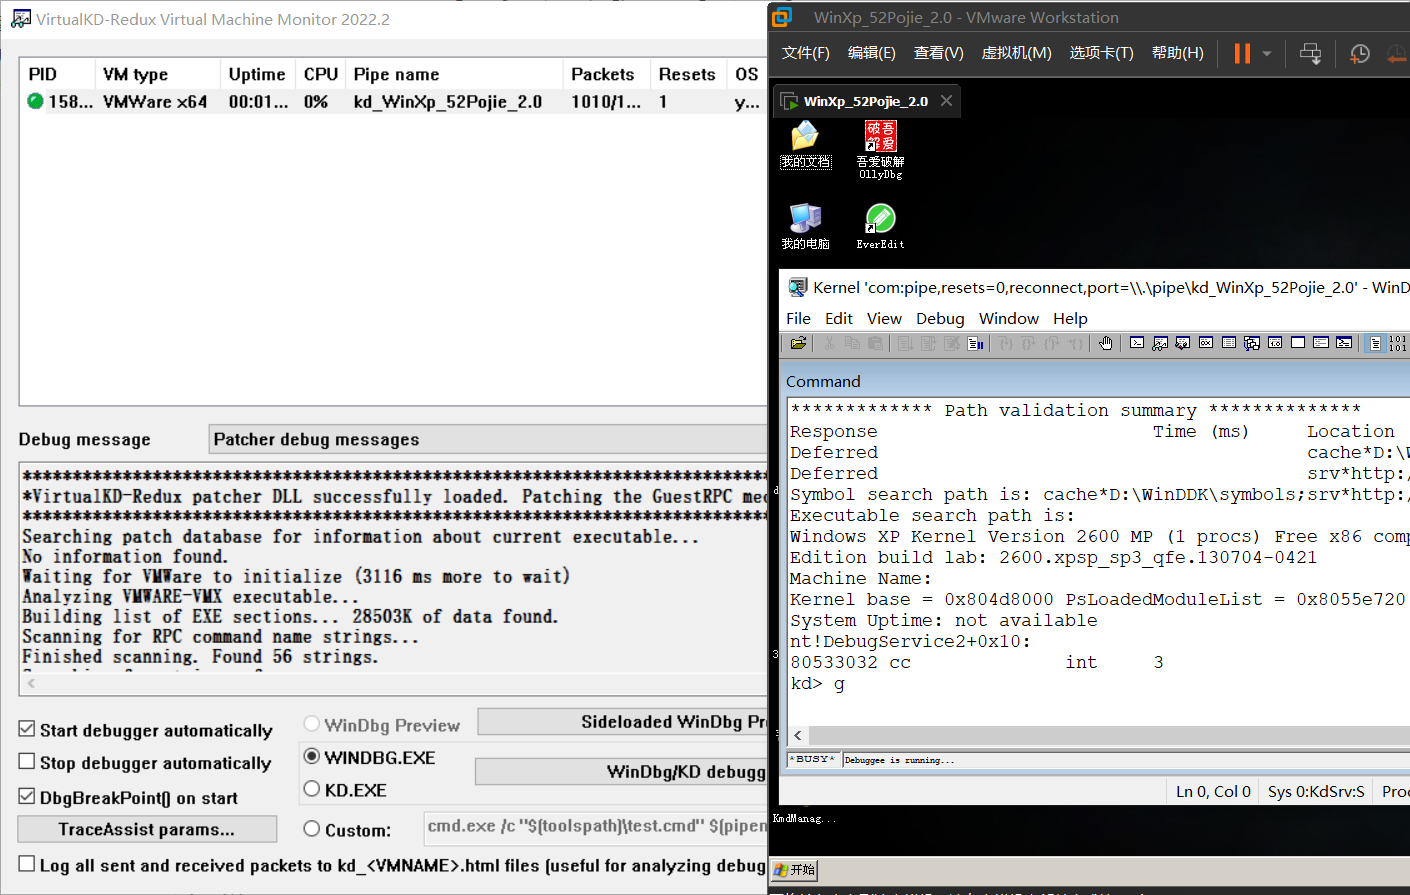 VirtualKD-Redux Virtual Machine Monitor 2022.2
PID VM type Uptime CPU Pipe name Packets Resets OS
158... VMWare x64 00:01... 0% kd_WinXp_52Pojie_2.0 1010/1... 1 y...
Debug message Patcher debug messages
*VirtualKD-Redux patcher DLL successfully loaded. Patching the GuestRPC mec
Searching patch database for information about current executable...
No information found.
Waiting for VMWare to initialize (3116 ms more to wait)
Analyzing VMWARE-VMX executable...
Building list of EXE sections... 28503K of data found.
Scanning for RPC command name strings...
Finished scanning. Found 56 strings.
Start debugger automatically
Stop debugger automatically
DbgBreakPoint() on start
TraceAssist params...
WinDbg Preview
WINDBG.EXE
KD.EXE
Custom:
Sideloaded WinDbg Pr
WinDbg/KD debugg
cmd.exe /c "$(toolspath)\test.cmd" $(pipen
Log all sent and received packets to kd_<VMNAME>.html files (useful for analyzing debug
WinXp_52Pojie_2.0 - VMware Workstation
文件(F) 编辑(E) 查看(V) 虚拟机(M) 选项卡(T) 帮助(H)
WinXp_52Pojie_2.0
我的文档
破吾
解爱
吾爱破解
OllyDbg
我的电脑
EverEdit
Kernel 'com:pipe,resets=0,reconnect,port=\\.\pipe\kd_WinXp_52Pojie_2.0' - WinD
File Edit View Debug Window Help
Command
************* Path validation summary **************
Response Time (ms) Location
Deferred cache*D:\W
Deferred srv*http:/
Symbol search path is: cache*D:\WinDDK\symbols;srv*http:/
Executable search path is:
Windows XP Kernel Version 2600 MP (1 procs) Free x86 comp
Edition build lab: 2600.xpsp_sp3_qfe.130704-0421
Machine Name:
Kernel base = 0x804d8000 PsLoadedModuleList = 0x8055e720
System Uptime: not available
nt!DebugService2+0x10:
80533032 cc int 3
kd> g
*BUSY* Debuggee is running...
Ln 0, Col 0 Sys 0:KdSrv:S Proc
KmdManag...
开始